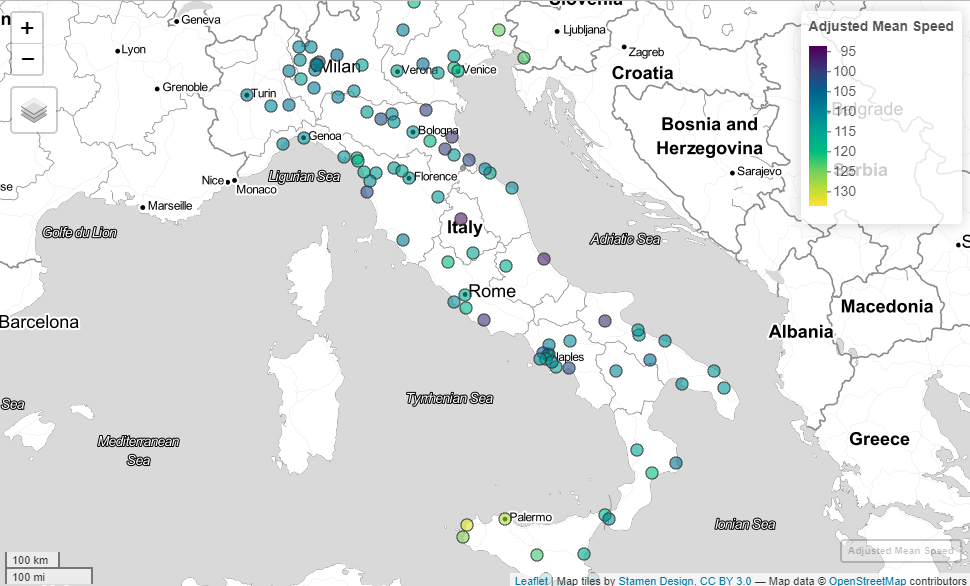 Slovenia
n
Geneva
Ljubljana
Lyon
Zagreb
Milan
Verona
Venice
Croatia
Grenoble
Turin
Bosnia and
Herzegovina
Genoa
Bologna
Sarajevo
Ligurian Sea
Florence
Nice
Monaco
se
Marseille
Golfe du Lion
Italy
Adriatic Sea
S
Rome
Macedonia
Barcelona
Albania
Naples
Tyrrhenian Sea
Sea
Mediterranean
Sea
Greece
Palermo
Ionian Sea
+
−
Adjusted Mean Speed
95
100
105
110
115
120
125
130
Belgrade
Serbia
Adjusted Mean Speed
100 km
100 mi
Leaflet | Map tiles by Stamen Design, CC BY 3.0 — Map data © OpenStreetMap contributors